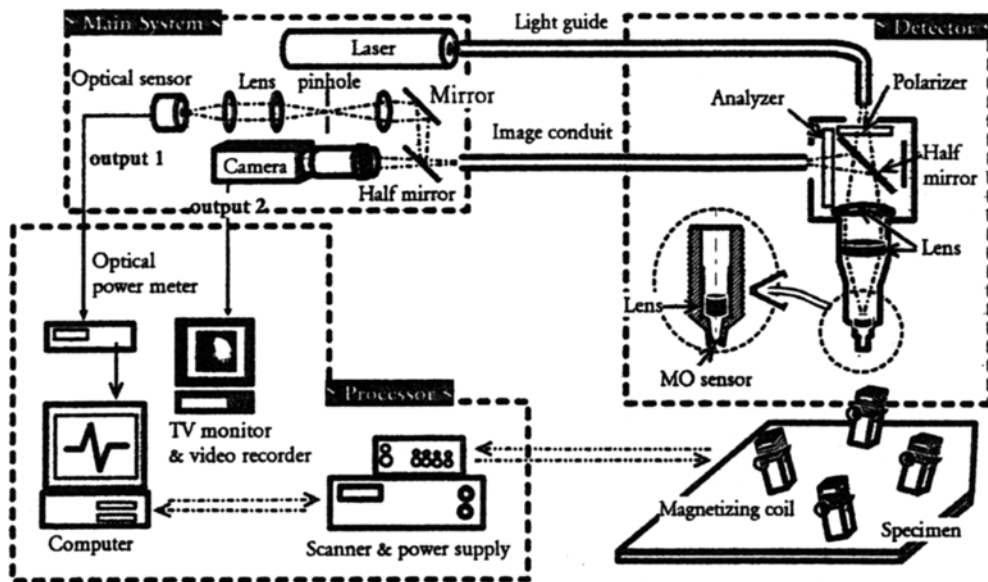 Main System
Light guide
Detector
Laser
Optical sensor
Lens
pinhole
Mirror
Polarizer
Analyzer
output 1
Image conduit
Camera
Half mirror
Half
mirror
output 2
Lens
Optical
power meter
Lens
MO sensor
Processor
TV monitor
& video recorder
8888
Magnetizing coil
Specimen
Computer
Scanner & power supply